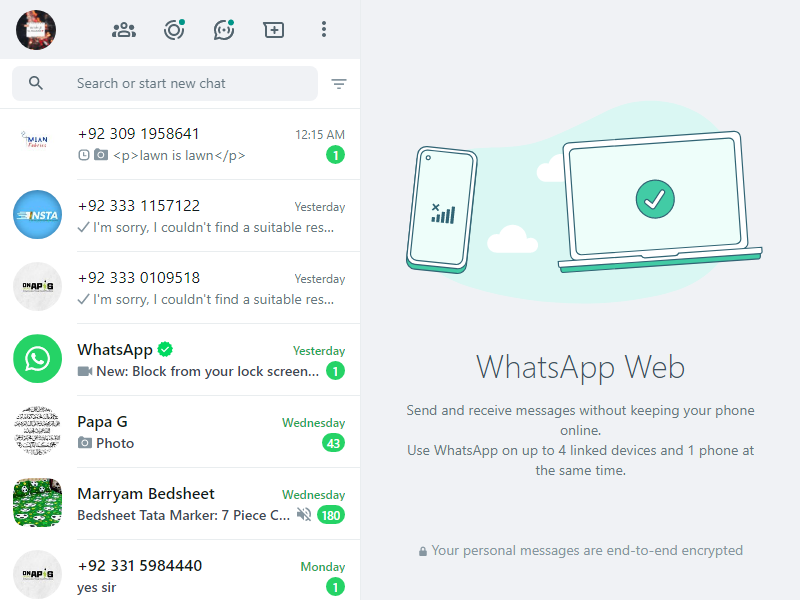 Search or start new chat
+92 309 1958641
12:15 AM
<p>lawn is lawn</p>
1
+92 333 1157122
Yesterday
I'm sorry, I couldn't find a suitable res...
INSTA
+92 333 0109518
Yesterday
I'm sorry, I couldn't find a suitable res...
WhatsApp
Yesterday
New: Block from your lock screen...
1
Papa G
Wednesday
Photo
43
Marryam Bedsheet
Wednesday
Bedsheet Tata Marker: 7 Piece C...
180
+92 331 5984440
Monday
yes sir
1
WhatsApp Web
Send and receive messages without keeping your phone
online.
Use WhatsApp on up to 4 linked devices and 1 phone at
the same time.
Your personal messages are end-to-end encrypted